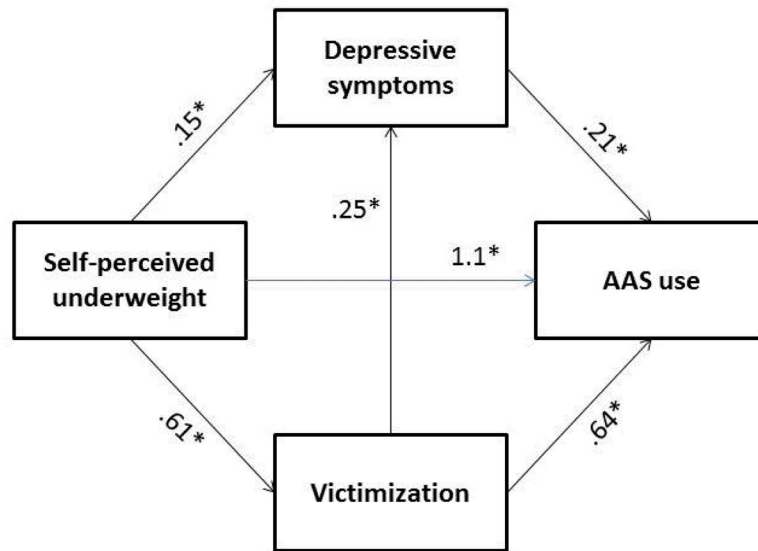 Depressive
symptoms
.15*
.21*
.25*
Self-perceived
underweight
1.1*
AAS use
.61*
.64*
Victimization